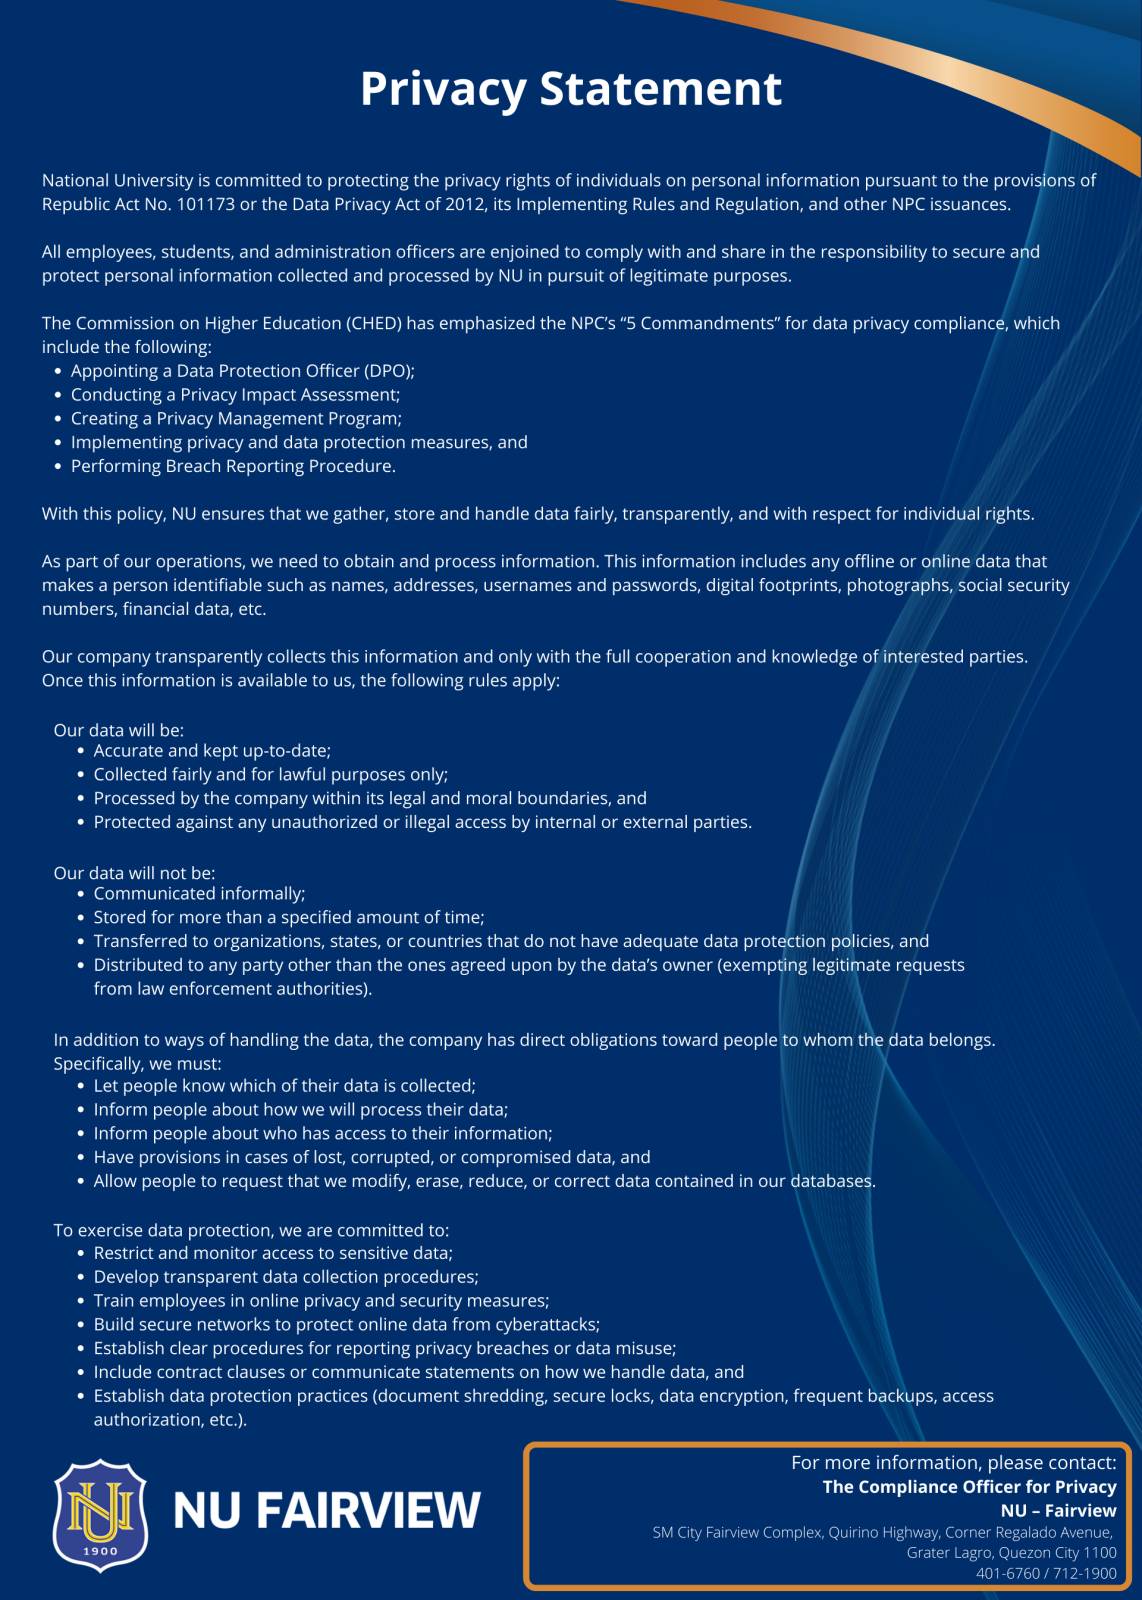 Privacy Statement
National University is committed to protecting the privacy rights of individuals on personal information pursuant to the provisions of
Republic Act No. 101173 or the Data Privacy Act of 2012, its Implementing Rules and Regulation, and other NPC issuances.
All employees, students, and administration officers are enjoined to comply with and share in the responsibility to secure and
protect personal information collected and processed by NU in pursuit of legitimate purposes.
The Commission on Higher Education (CHED) has emphasized the NPC’s “5 Commandments” for data privacy compliance, which
include the following:
• Appointing a Data Protection Officer (DPO);
• Conducting a Privacy Impact Assessment;
• Creating a Privacy Management Program;
• Implementing privacy and data protection measures, and
• Performing Breach Reporting Procedure.
With this policy, NU ensures that we gather, store and handle data fairly, transparently, and with respect for individual rights.
As part of our operations, we need to obtain and process information. This information includes any offline or online data that
makes a person identifiable such as names, addresses, usernames and passwords, digital footprints, photographs, social security
numbers, financial data, etc.
Our company transparently collects this information and only with the full cooperation and knowledge of interested parties.
Once this information is available to us, the following rules apply:
Our data will be:
• Accurate and kept up-to-date;
• Collected fairly and for lawful purposes only;
• Processed by the company within its legal and moral boundaries, and
• Protected against any unauthorized or illegal access by internal or external parties.
Our data will not be:
• Communicated informally;
• Stored for more than a specified amount of time;
• Transferred to organizations, states, or countries that do not have adequate data protection policies, and
• Distributed to any party other than the ones agreed upon by the data’s owner (exempting legitimate requests
from law enforcement authorities).
In addition to ways of handling the data, the company has direct obligations toward people to whom the data belongs.
Specifically, we must:
• Let people know which of their data is collected;
• Inform people about how we will process their data;
• Inform people about who has access to their information;
• Have provisions in cases of lost, corrupted, or compromised data, and
• Allow people to request that we modify, erase, reduce, or correct data contained in our databases.
To exercise data protection, we are committed to:
• Restrict and monitor access to sensitive data;
• Develop transparent data collection procedures;
• Train employees in online privacy and security measures;
• Build secure networks to protect online data from cyberattacks;
• Establish clear procedures for reporting privacy breaches or data misuse;
• Include contract clauses or communicate statements on how we handle data, and
• Establish data protection practices (document shredding, secure locks, data encryption, frequent backups, access
authorization, etc.).
NU
1900
NU FAIRVIEW
For more information, please contact:
The Compliance Officer for Privacy
NU – Fairview
SM City Fairview Complex, Quirino Highway, Corner Regalado Avenue,
Grater Lagro, Quezon City 1100
401-6760 / 712-1900